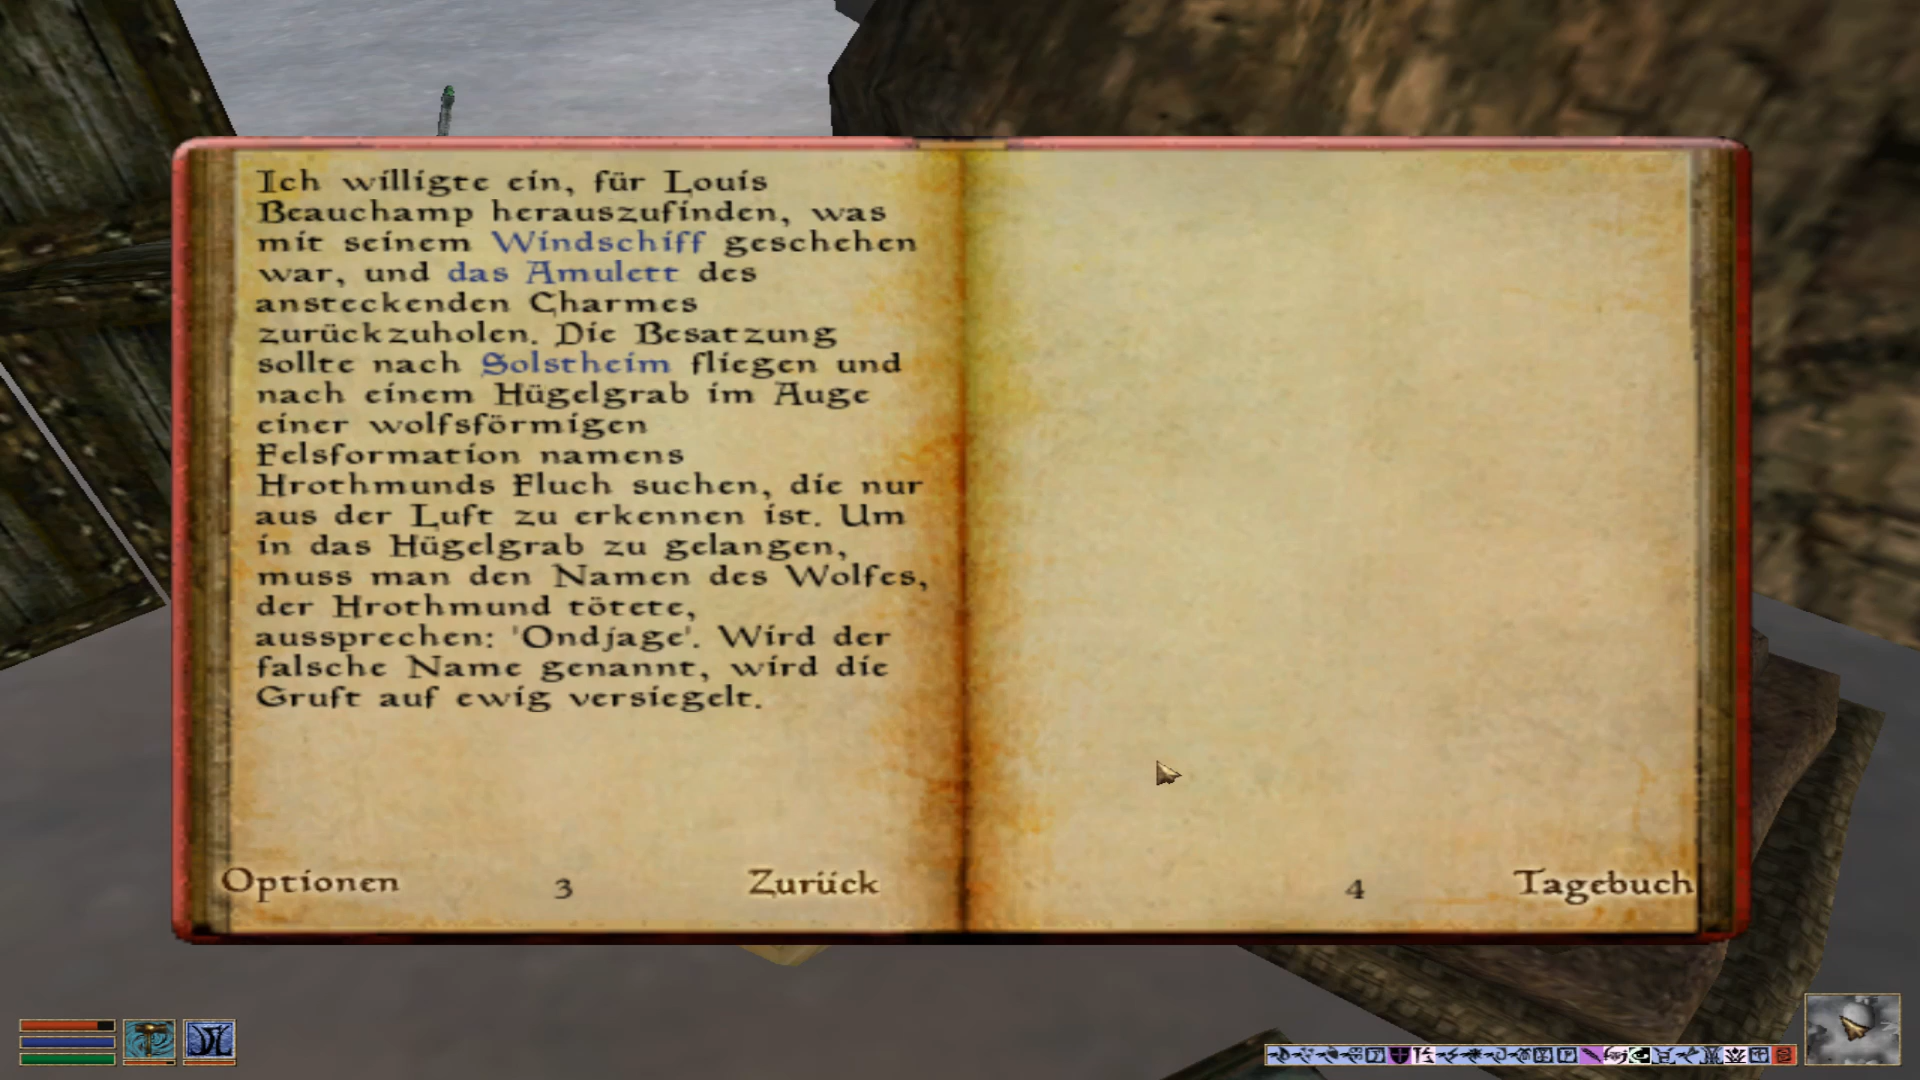 Ich willigte ein, für Louis
Beauchamp herauszufinden, was
mit seinem Windschiff geschehen
war, und das Amulett des
ansteckenden Charmes
zurückzuholen. Die Besatzung
sollte nach Solstheim fliegen und
nach einem Hügelgrab im Auge
einer wolfsförmigen
Felsformation namens
Hrothmunds Fluch suchen, die nur
aus der Luft zu erkennen ist. Um
in das Hügelgrab zu gelangen,
muss man den Namen des Wolfes,
der Hrothmund tötete,
aussprechen: 'Ondjage'. Wird der
falsche Name genannt, wird die
Gruft auf ewig versiegelt.
Optionen 3 Zurück 4 Tagebuch